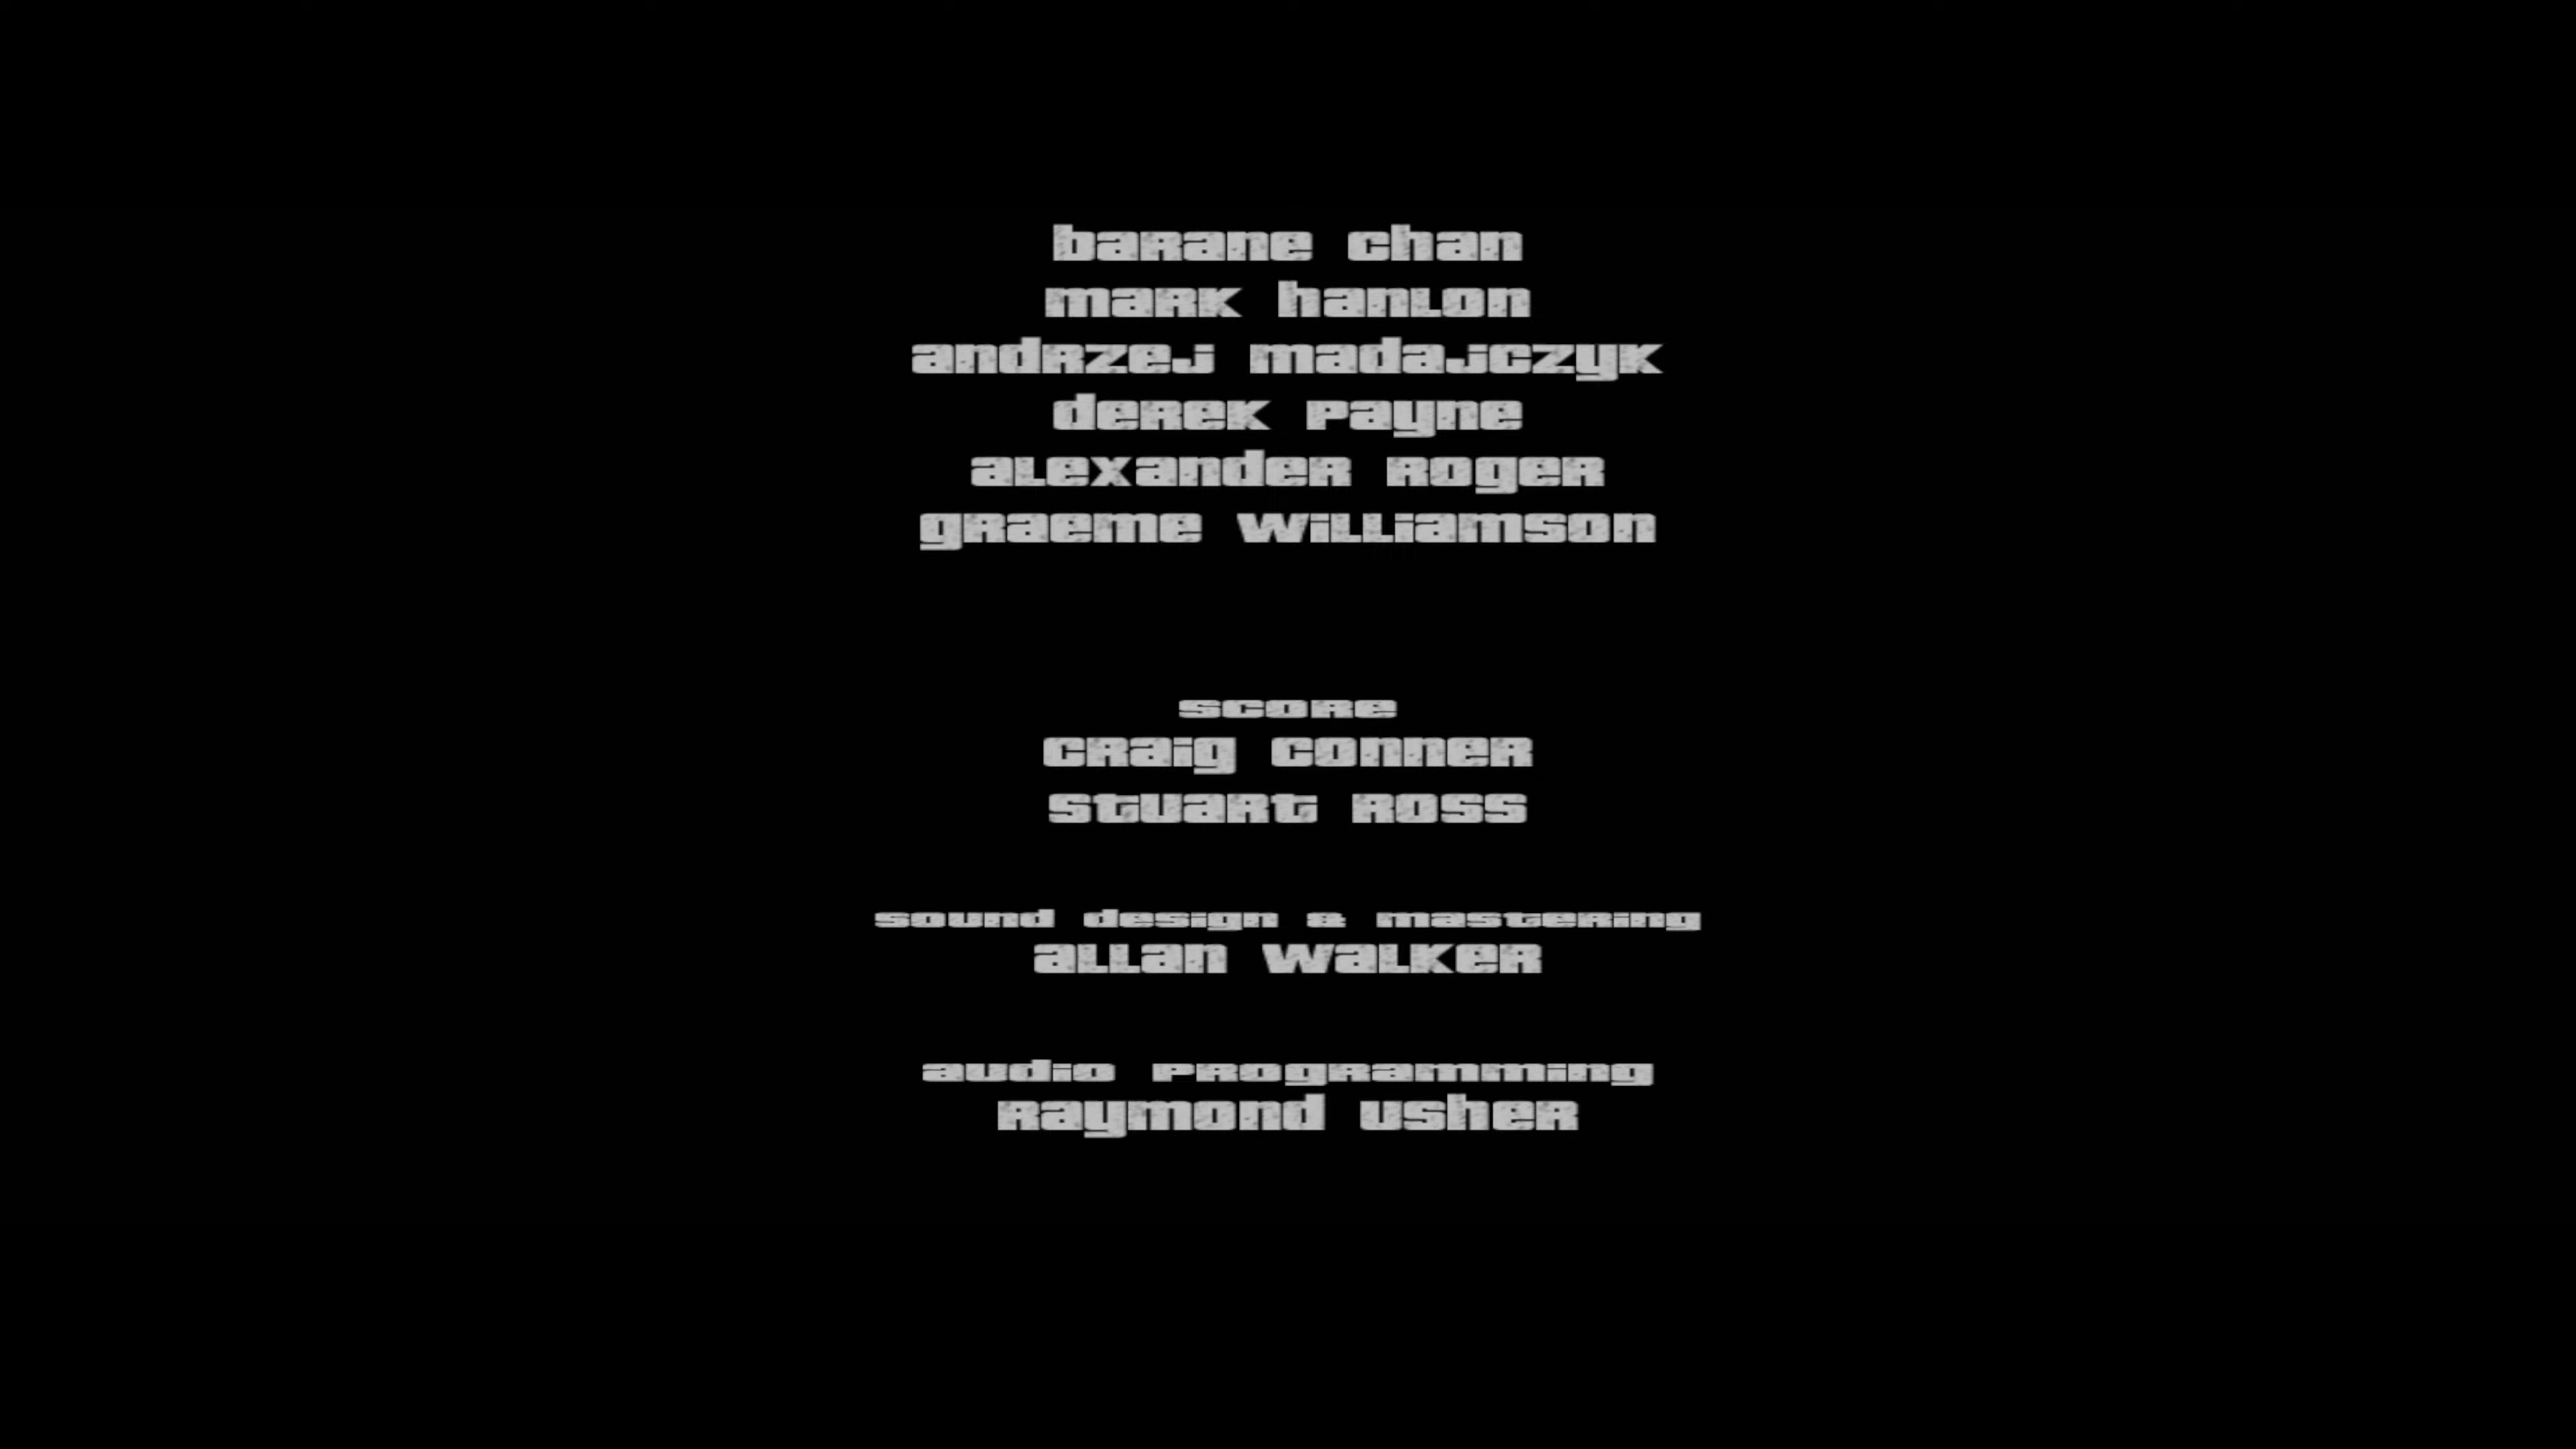 Barane Chan
Mark Hanlon
Andrzej Madajczyk
Derek Payne
Alexander Roger
Graeme Williamson
Score
Craig Conner
Stuart Ross
Sound Design & Mastering
Allan Walker
Audio Programming
Raymond Usher